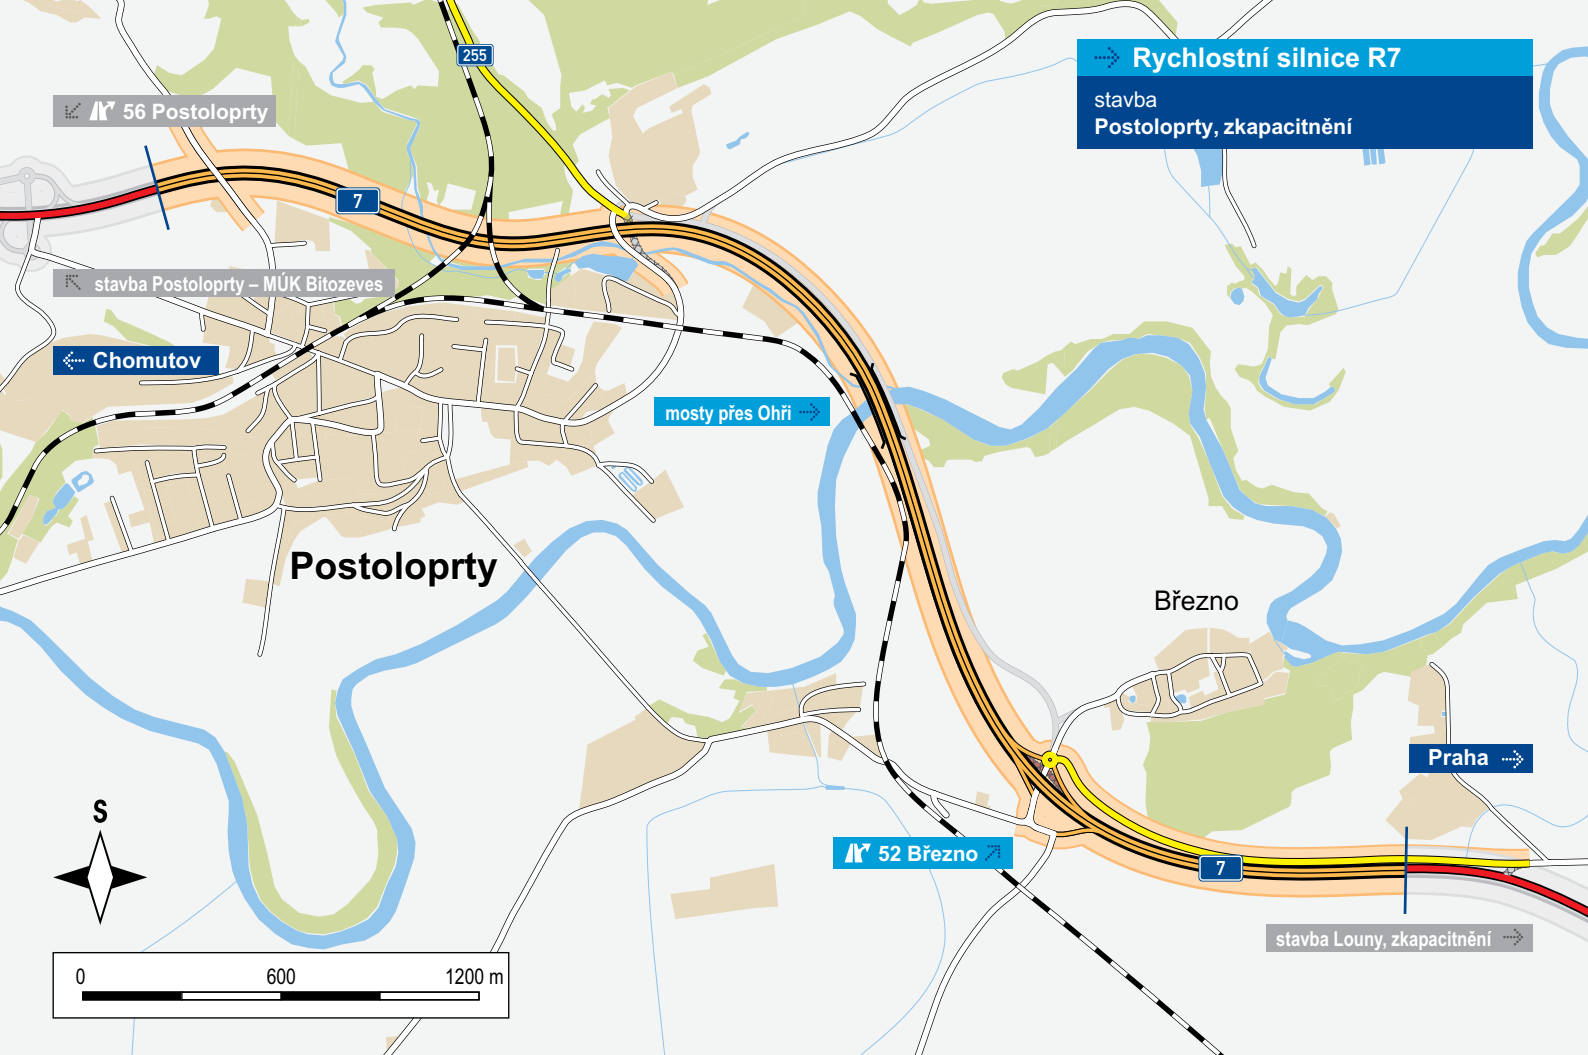 255
Rychlostní silnice R7
stavba
Postoloprty, zkapacitnění
56 Postoloprty
7
stavba Postoloprty – MÚK Bitozeves
Chomutov
mosty přes Ohři
Postoloprty
Březno
Praha
S
52 Březno
7
stavba Louny, zkapacitnění
0 600 1200 m